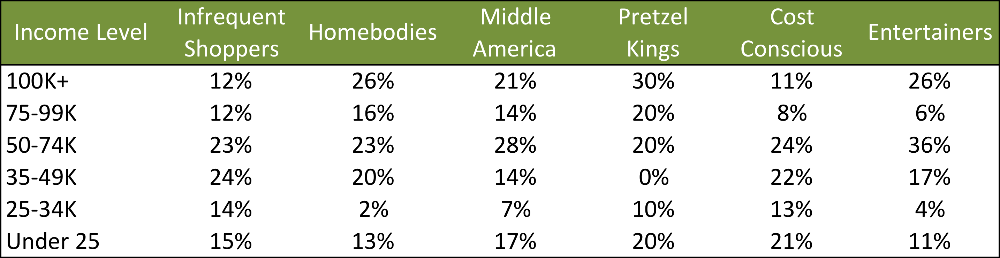 Income Level Infrequent Shoppers Homebodies Middle America Pretzel Kings Cost Conscious Entertainers
100K+ 12% 26% 21% 30% 11% 26%
75-99K 12% 16% 14% 20% 8% 6%
50-74K 23% 23% 28% 20% 24% 36%
35-49K 24% 20% 14% 0% 22% 17%
25-34K 14% 2% 7% 10% 13% 4%
Under 25 15% 13% 17% 20% 21% 11%